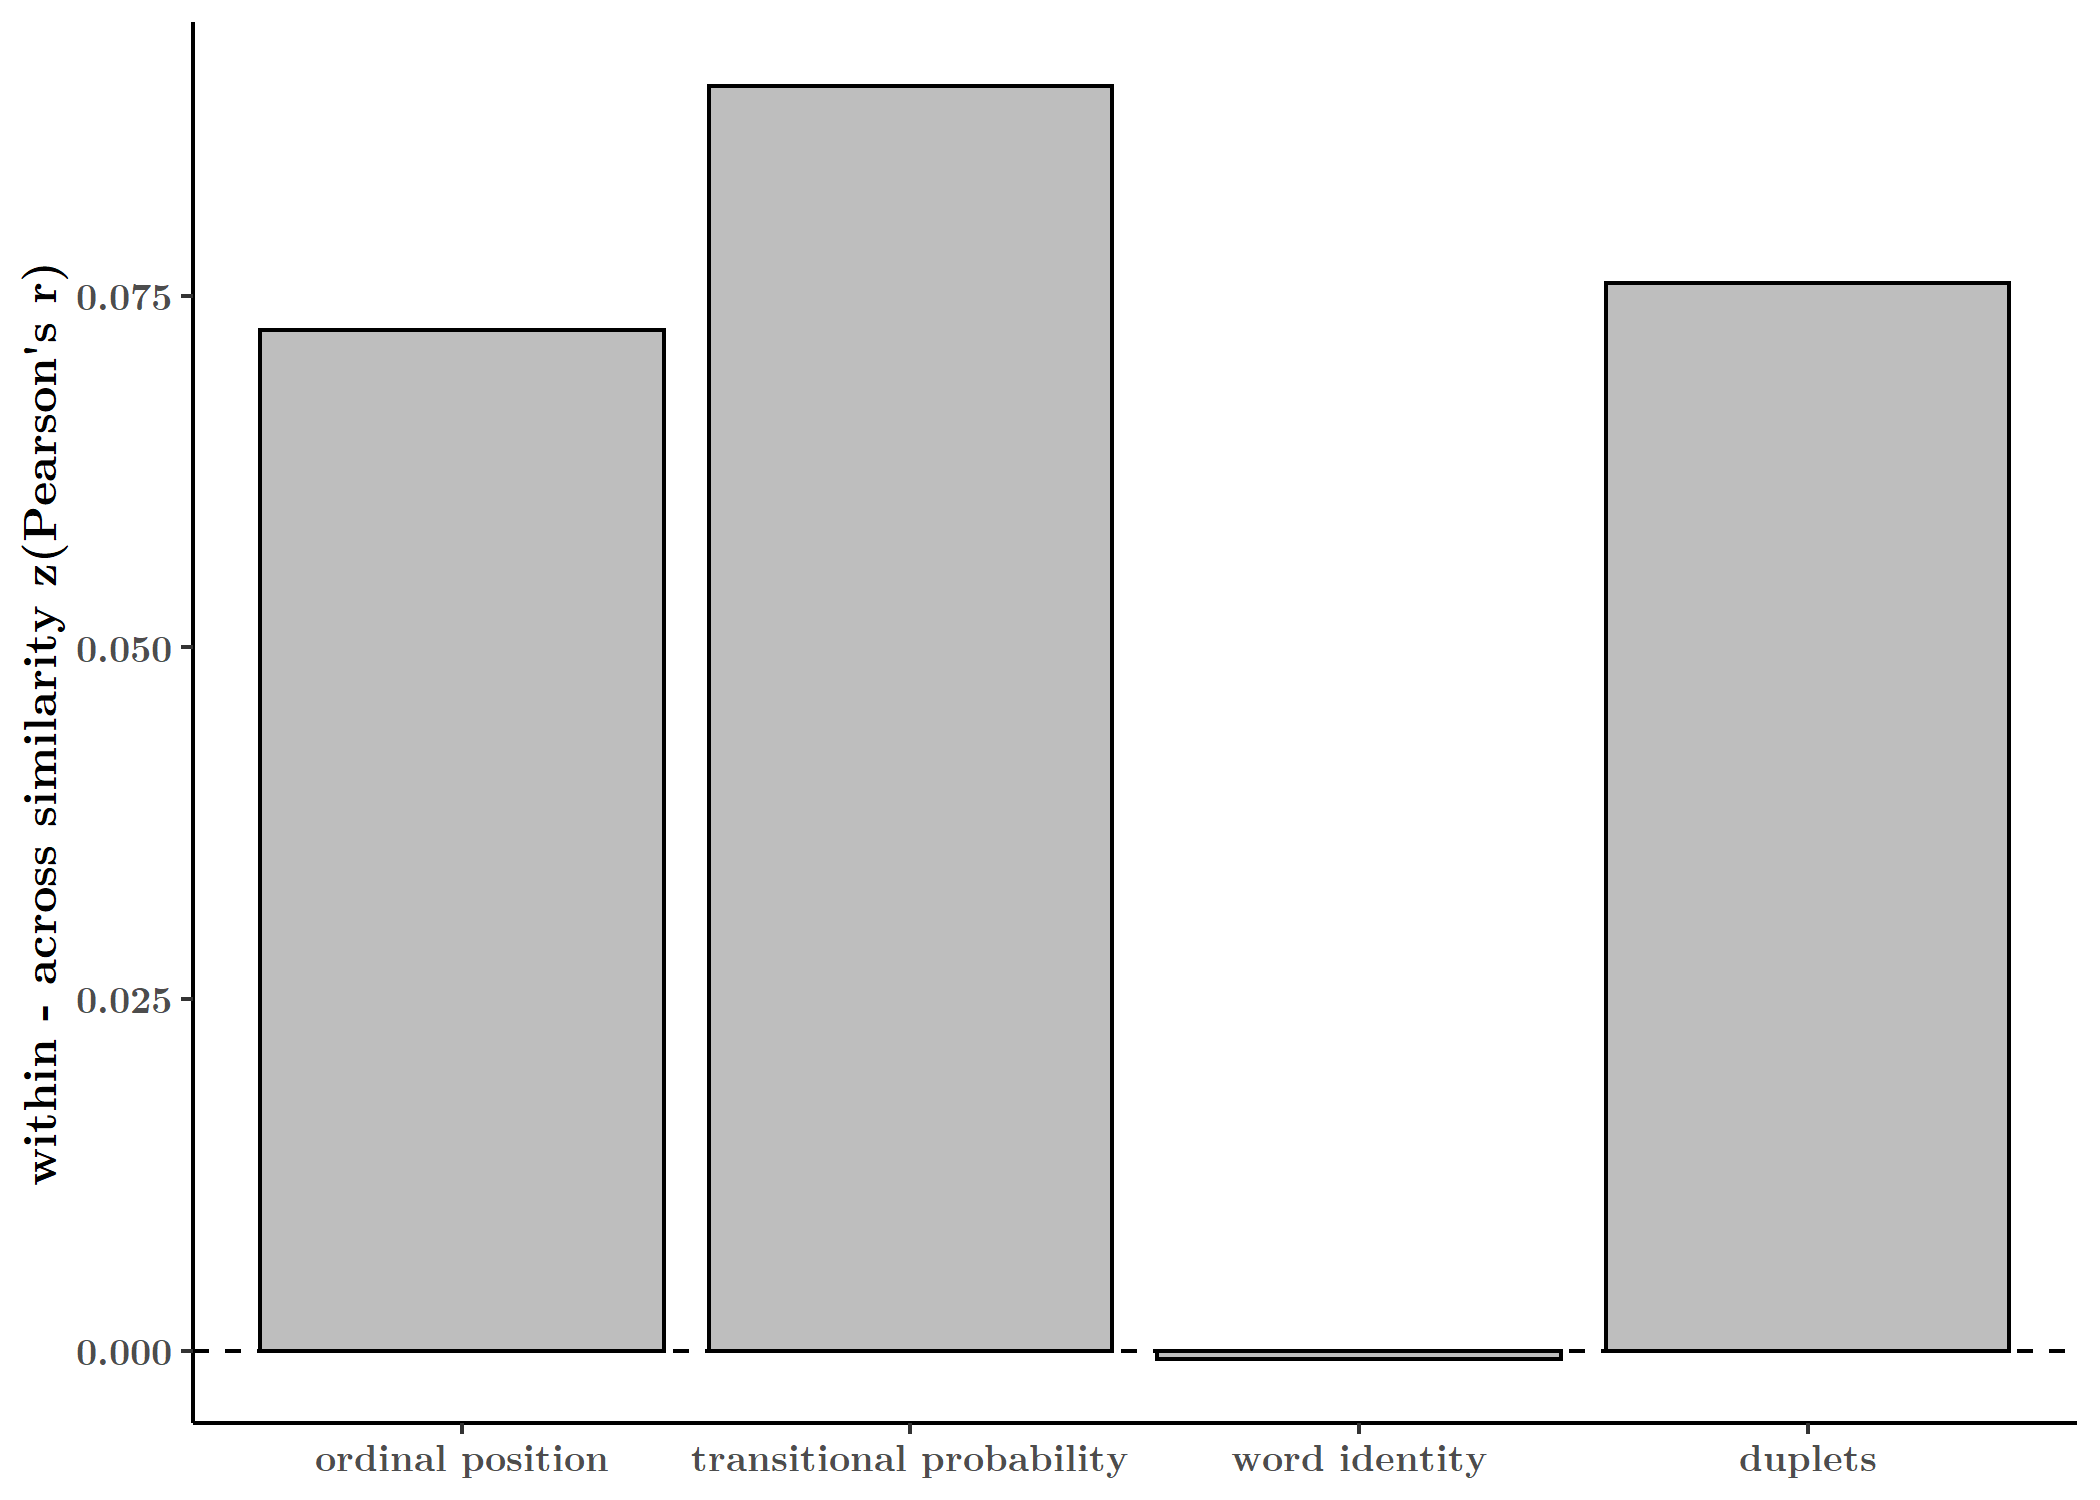 within - across similarity z(Pearson's r)
0.075
0.050
0.025
0.000
ordinal position
transitional probability
word identity
duplets